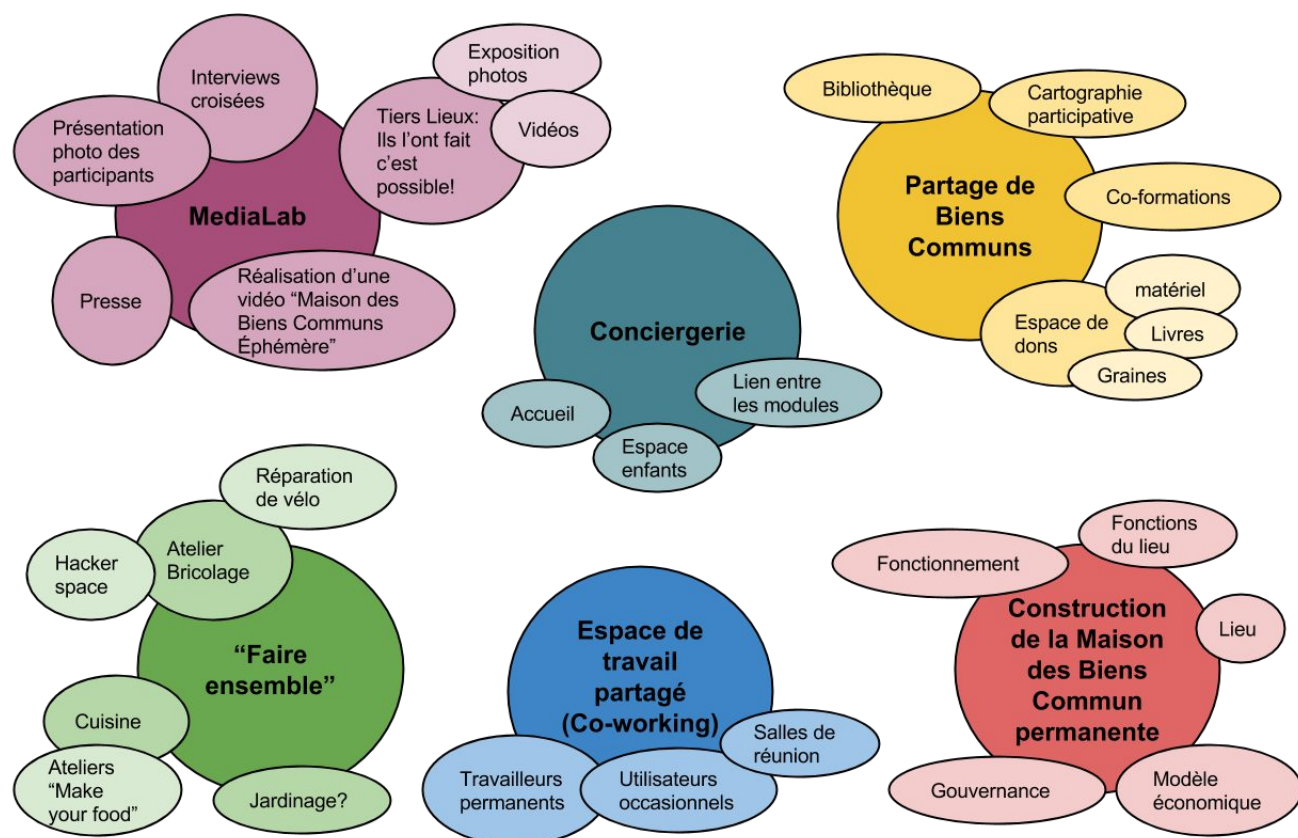 Interviews
croisées
Présentation
photo des
participants
Tiers Lieux:
Ils l’ont fait
c’est
possible!
Exposition
photos
Vidéos
MediaLab
Presse
Réalisation d’une
vidéo “Maison des
Biens Communs
Éphémère”
Bibliothèque
Cartographie
participative
Partage de
Biens
Communs
Co-formations
Espace de
dons
matériel
Livres
Graines
Conciergerie
Accueil
Espace
enfants
Lien entre
les modules
Réparation
de vélo
Hacker
space
Atelier
Bricolage
“Faire
ensemble”
Cuisine
Ateliers
“Make
your food”
Jardinage?
Espace de
travail
partagé
(Co-working)
Travailleurs
permanents
Utilisateurs
occasionnels
Salles de
réunion
Fonctionnement
Fonctions
du lieu
Construction
de la Maison
des Biens
Commun
permanente
Lieu
Gouvernance
Modèle
économique